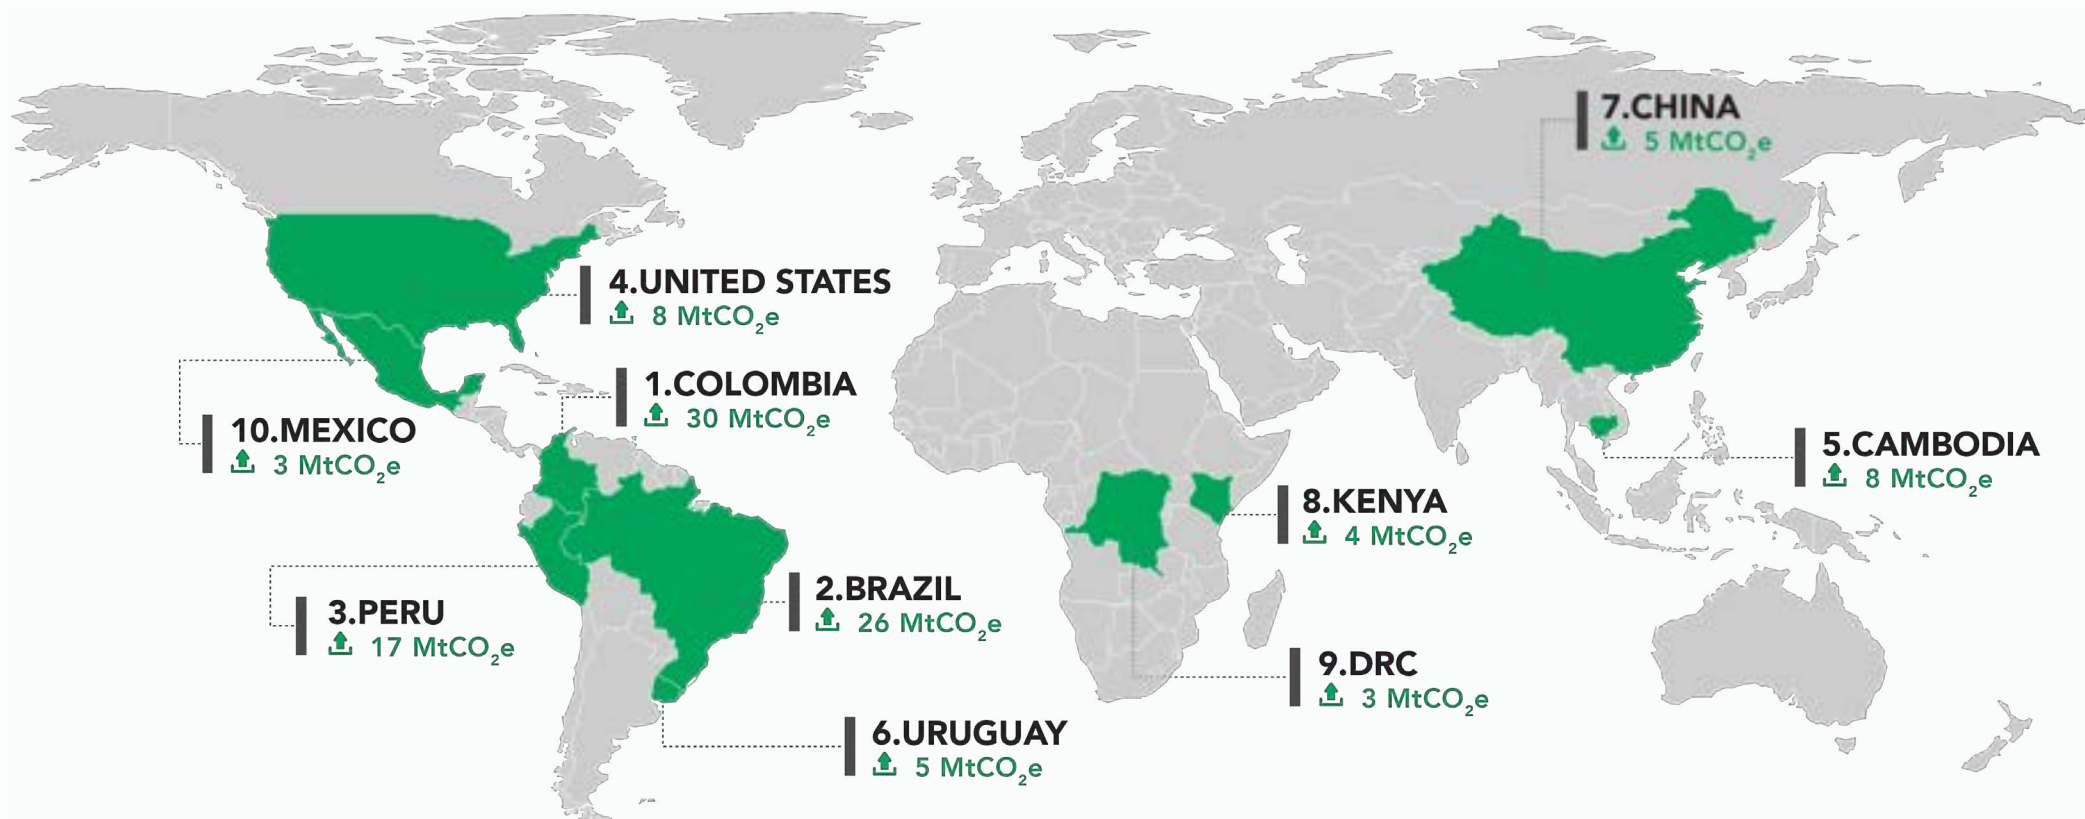 7.CHINA
5 MtCO₂e
4.UNITED STATES
8 MtCO₂e
1.COLOMBIA
30 MtCO₂e
10.MEXICO
3 MtCO₂e
5.CAMBODIA
8 MtCO₂e
8.KENYA
4 MtCO₂e
2.BRAZIL
26 MtCO₂e
3.PERU
17 MtCO₂e
9.DRC
3 MtCO₂e
6.URUGUAY
5 MtCO₂e